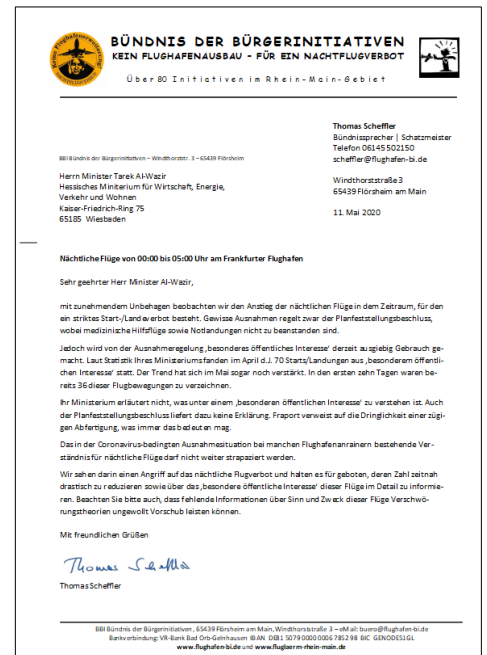 BÜNDNIS DER BÜRGERINITIATIVEN
KEIN FLUGHAFENAUSBAU - FÜR EIN NACHTFLUGVERBOT
Über 80 Initiativen im Rhein-Main-Gebiet
Thomas Scheffler
Bündnissprecher | Schatzmeister
Telefon 06145 502150
scheffler@flughafen-bi.de
Windthorststraße 3
65439 Flörsheim am Main
11. Mai 2020
BBI Bündnis der Bürgerinitiativen – Windthorststr. 3 – 65439 Flörsheim
Herrn Minister Tarek Al-Wazir
Hessisches Miniterium für Wirtschaft, Energie,
Verkehr und Wohnen
Kaiser-Friedrich-Ring 75
65185 Wiesbaden
Nächtliche Flüge von 00:00 bis 05:00 Uhr am Frankfurter Flughafen
Sehr geehrter Herr Minister Al-Wazir,
mit zunehmendem Unbehagen beobachten wir den Anstieg der nächtlichen Flüge in dem Zeitraum, für den
ein striktes Start-/Landeverbot besteht. Gewisse Ausnahmen regelt zwar der Planfeststellungsbeschluss,
wobei medizinische Hilfsflüge sowie Notlandungen nicht zu beanstanden sind.
Jedoch wird von der Ausnahmeregelung ‚besonderes öffentliches Interesse' derzeit ausgiebig Gebrauch ge-
macht. Laut Statistik Ihres Ministeriums fanden im April d.J. 70 Starts/Landungen aus ‚besonderem öffentli-
chen Interesse' statt. Der Trend hat sich im Mai sogar noch verstärkt. In den ersten zehn Tagen waren be-
reits 36 dieser Flugbewegungen zu verzeichnen.
Ihr Ministerium erläutert nicht, was unter einem ‚besonderen öffentlichen Interesse' zu verstehen ist. Auch
der Planfeststellungsbeschluss liefert dazu keine Erklärung. Fraport verweist auf die Dringlichkeit einer zügi-
gen Abfertigung, was immer das bedeuten mag.
Das in der Coronavirus-bedingten Ausnahmesituation bei manchen Flughafenanrainern bestehende Ver-
ständnis für nächtliche Flüge darf nicht weiter strapaziert werden.
Wir sehen darin einen Angriff auf das nächtliche Flugverbot und halten es für geboten, deren Zahl zeitnah
drastisch zu reduzieren sowie über das ‚besondere öffentliche Interesse' dieser Flüge im Detail zu informie-
ren. Beachten Sie bitte auch, dass fehlende Informationen über Sinn und Zweck dieser Flüge Verschwö-
rungstheorien ungewollt Vorschub leisten können.
Mit freundlichen Grüßen
Thomas Scheffler
Thomas Scheffler
BBI Bündnis der Bürgerinitiativen, 65439 Flörsheim am Main, Windthorststraße 3 – eMail: buero@flughafen-bi.de
Bankverbindung: VR-Bank Bad Orb-Gelnhausen IBAN DE81 5079 0000 0006 7852 98 BIC GENODE51GEL
www.flughafen-bi.de und www.fluglaerm-rhein-main.de